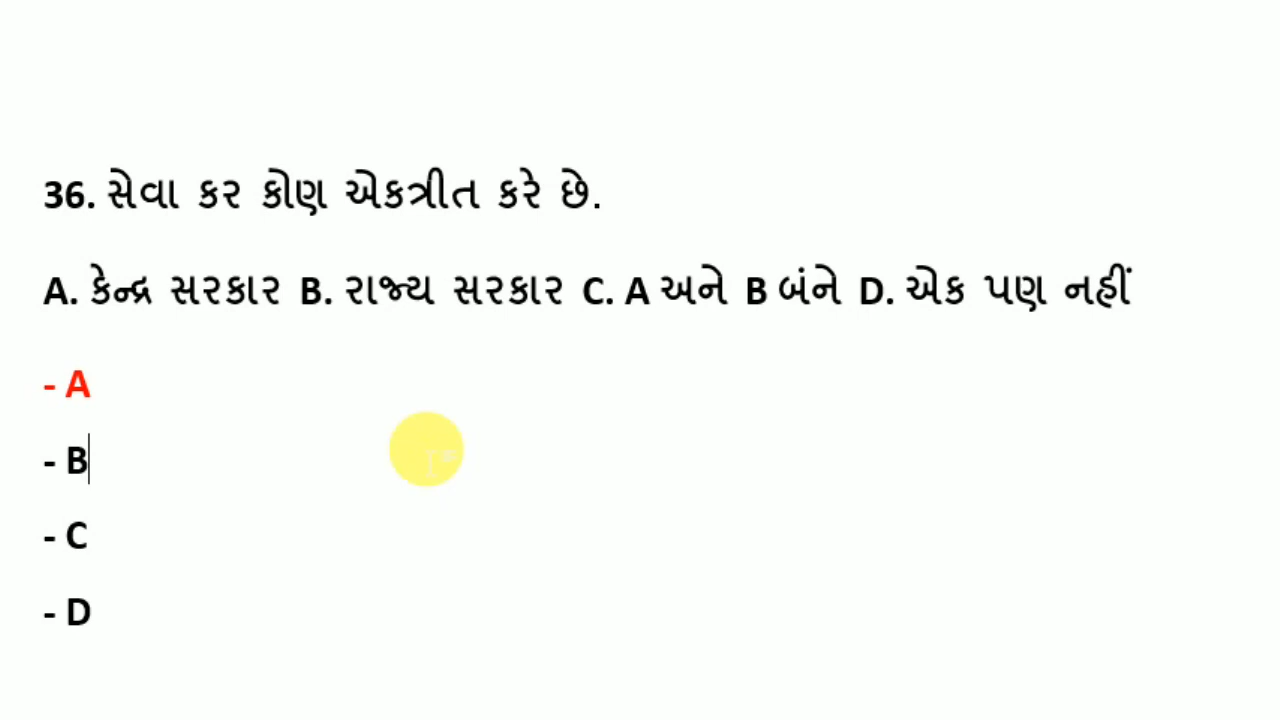 36. સેવા કર કોણ એકત્રીત કરે છે.
A. કેન્દ્ર સરકાર B. રાજ્ય સરકાર C. A અને B બંને D. એક પણ નહીં
- A
- B
- C
- D